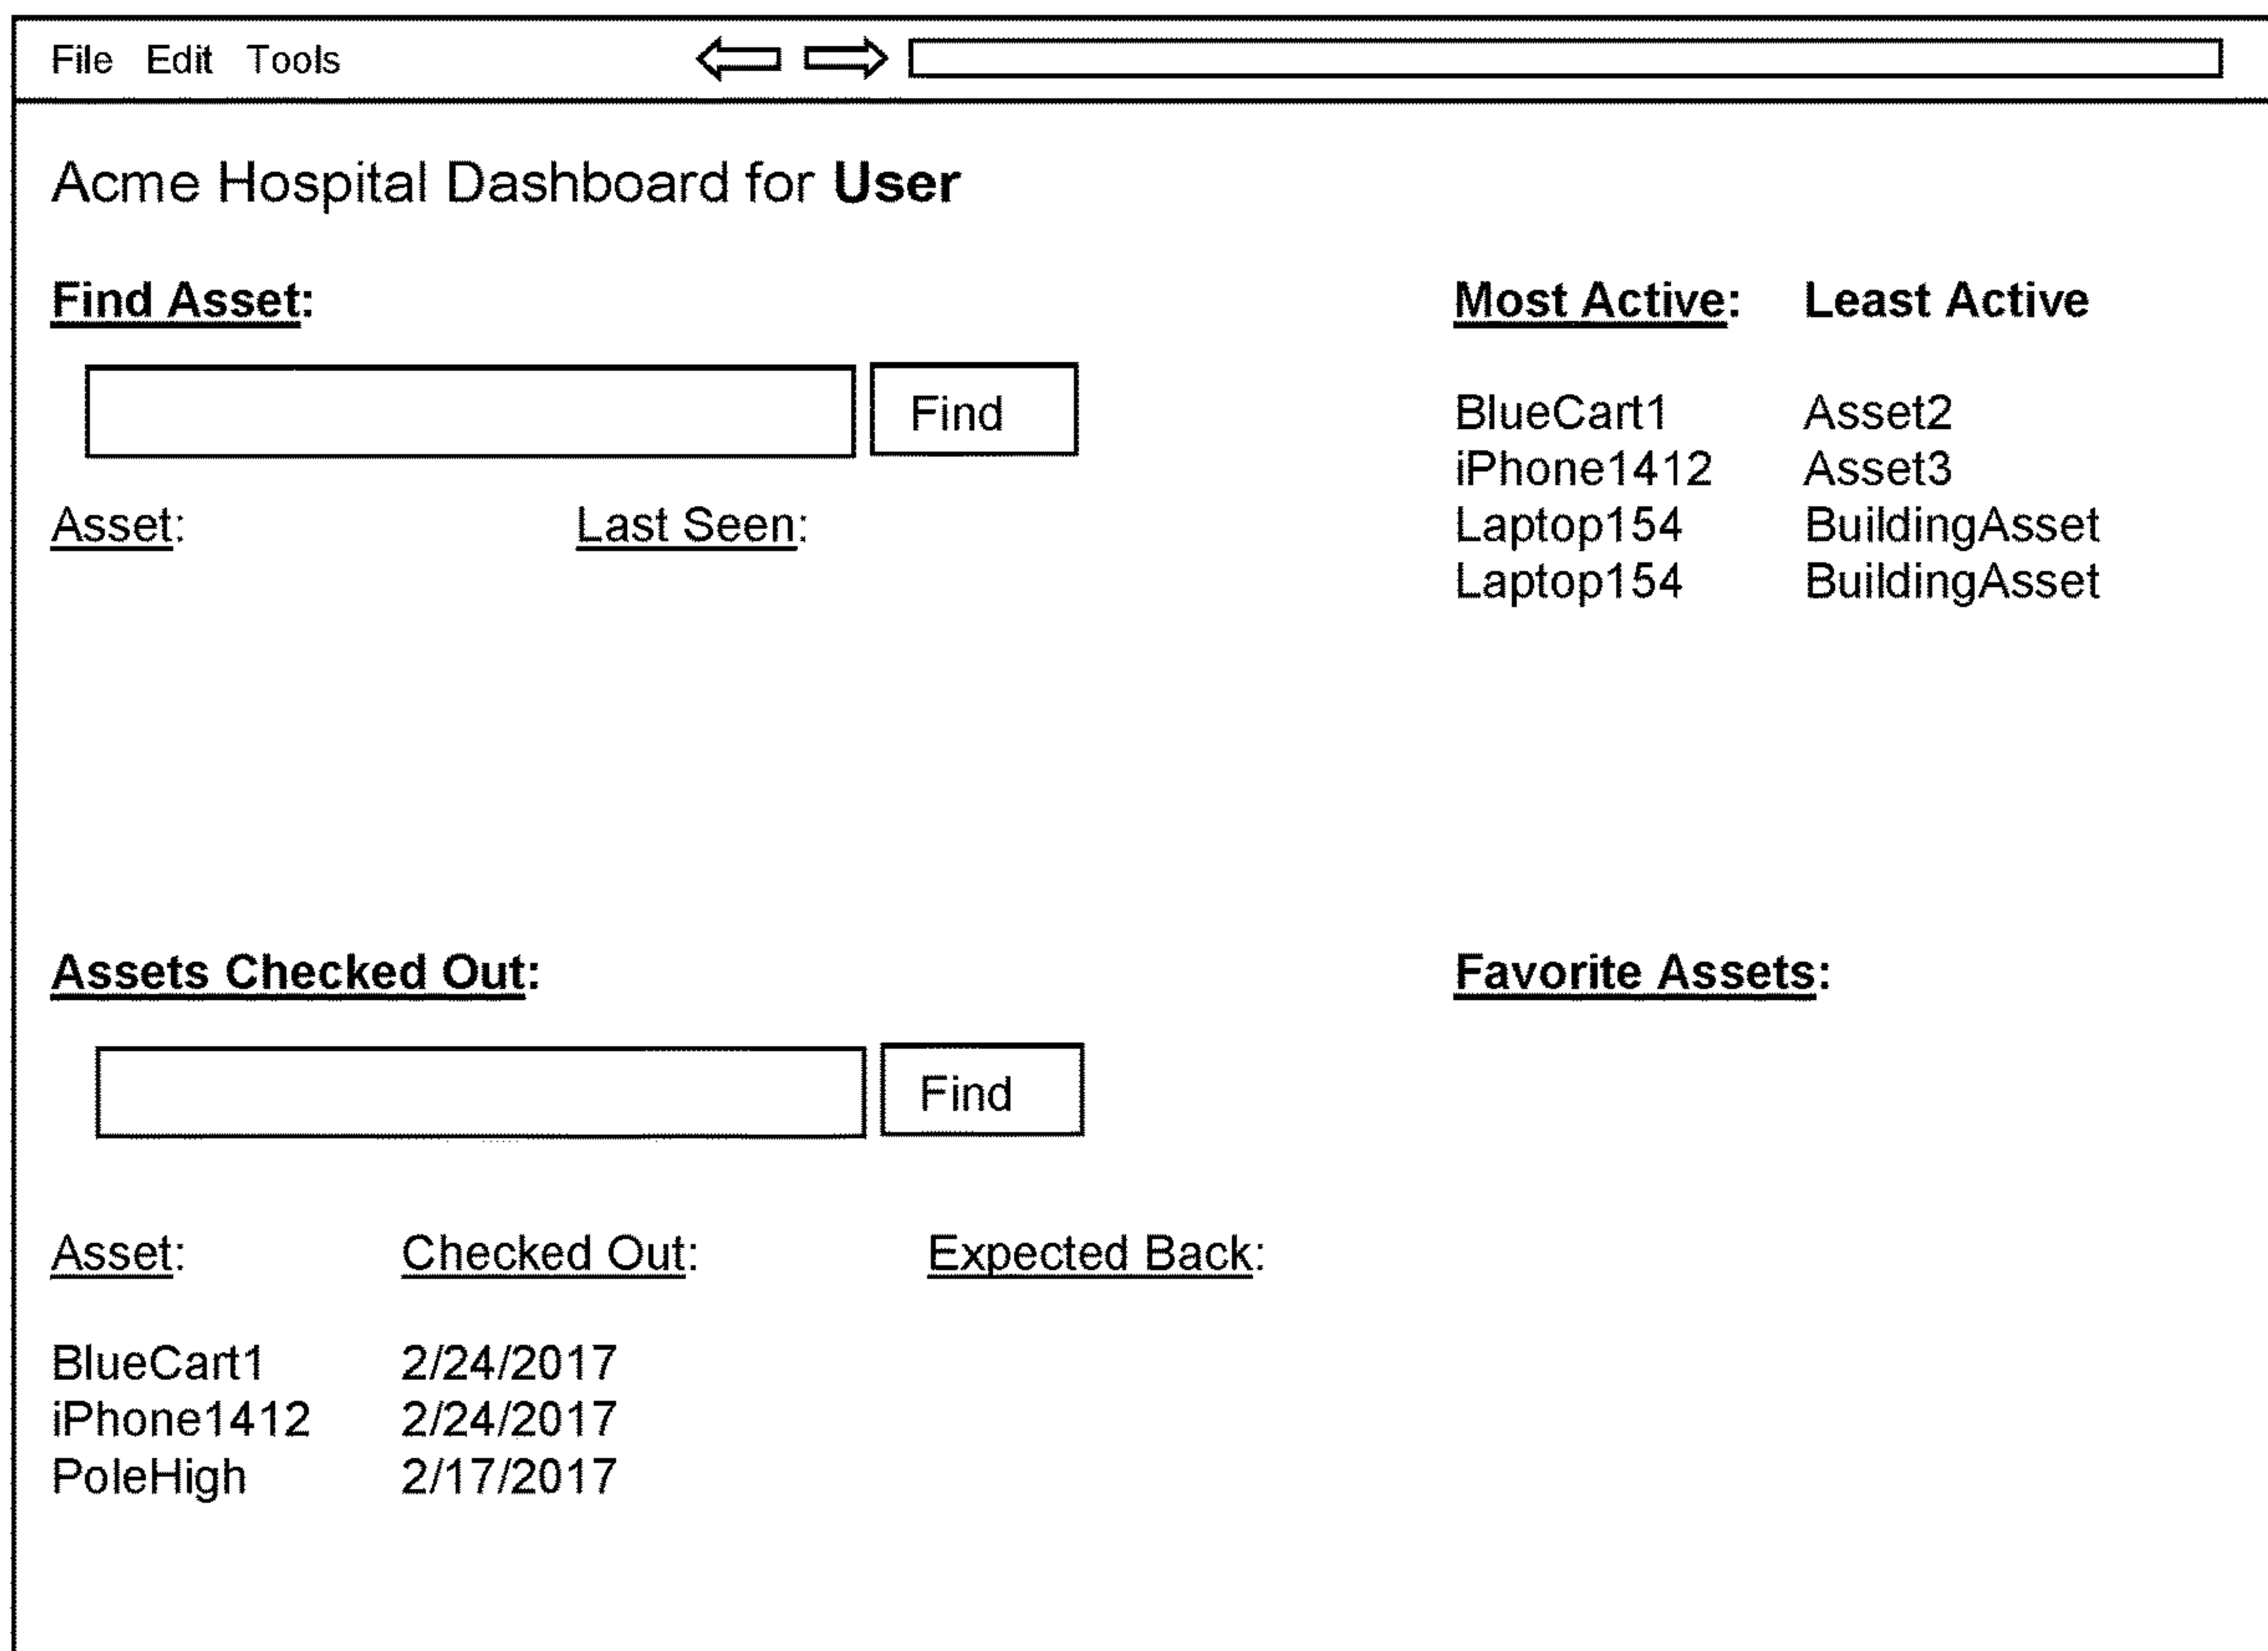 File Edit Tools
Acme Hospital Dashboard for User
Find Asset:
Find
Asset: Last Seen:
Most Active: Least Active
BlueCart1 Asset2
iPhone1412 Asset3
Laptop154 BuildingAsset
Laptop154 BuildingAsset
Assets Checked Out:
Find
Asset: Checked Out: Expected Back:
BlueCart1 2/24/2017
iPhone1412 2/24/2017
PoleHigh 2/17/2017
Favorite Assets: